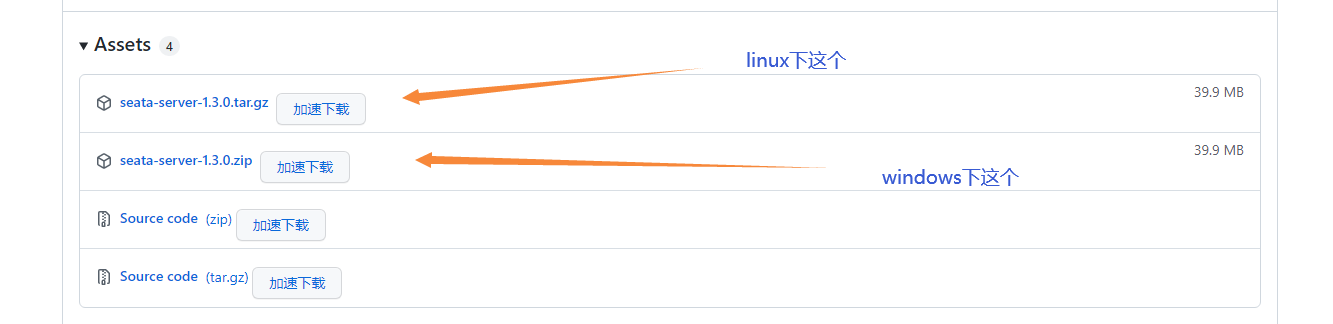 Assets 4
linux下这个
seata-server-1.3.0.tar.gz 加速下载 39.9 MB
seata-server-1.3.0.zip 加速下载 39.9 MB
windows下这个
Source code (zip) 加速下载
Source code (tar.gz) 加速下载